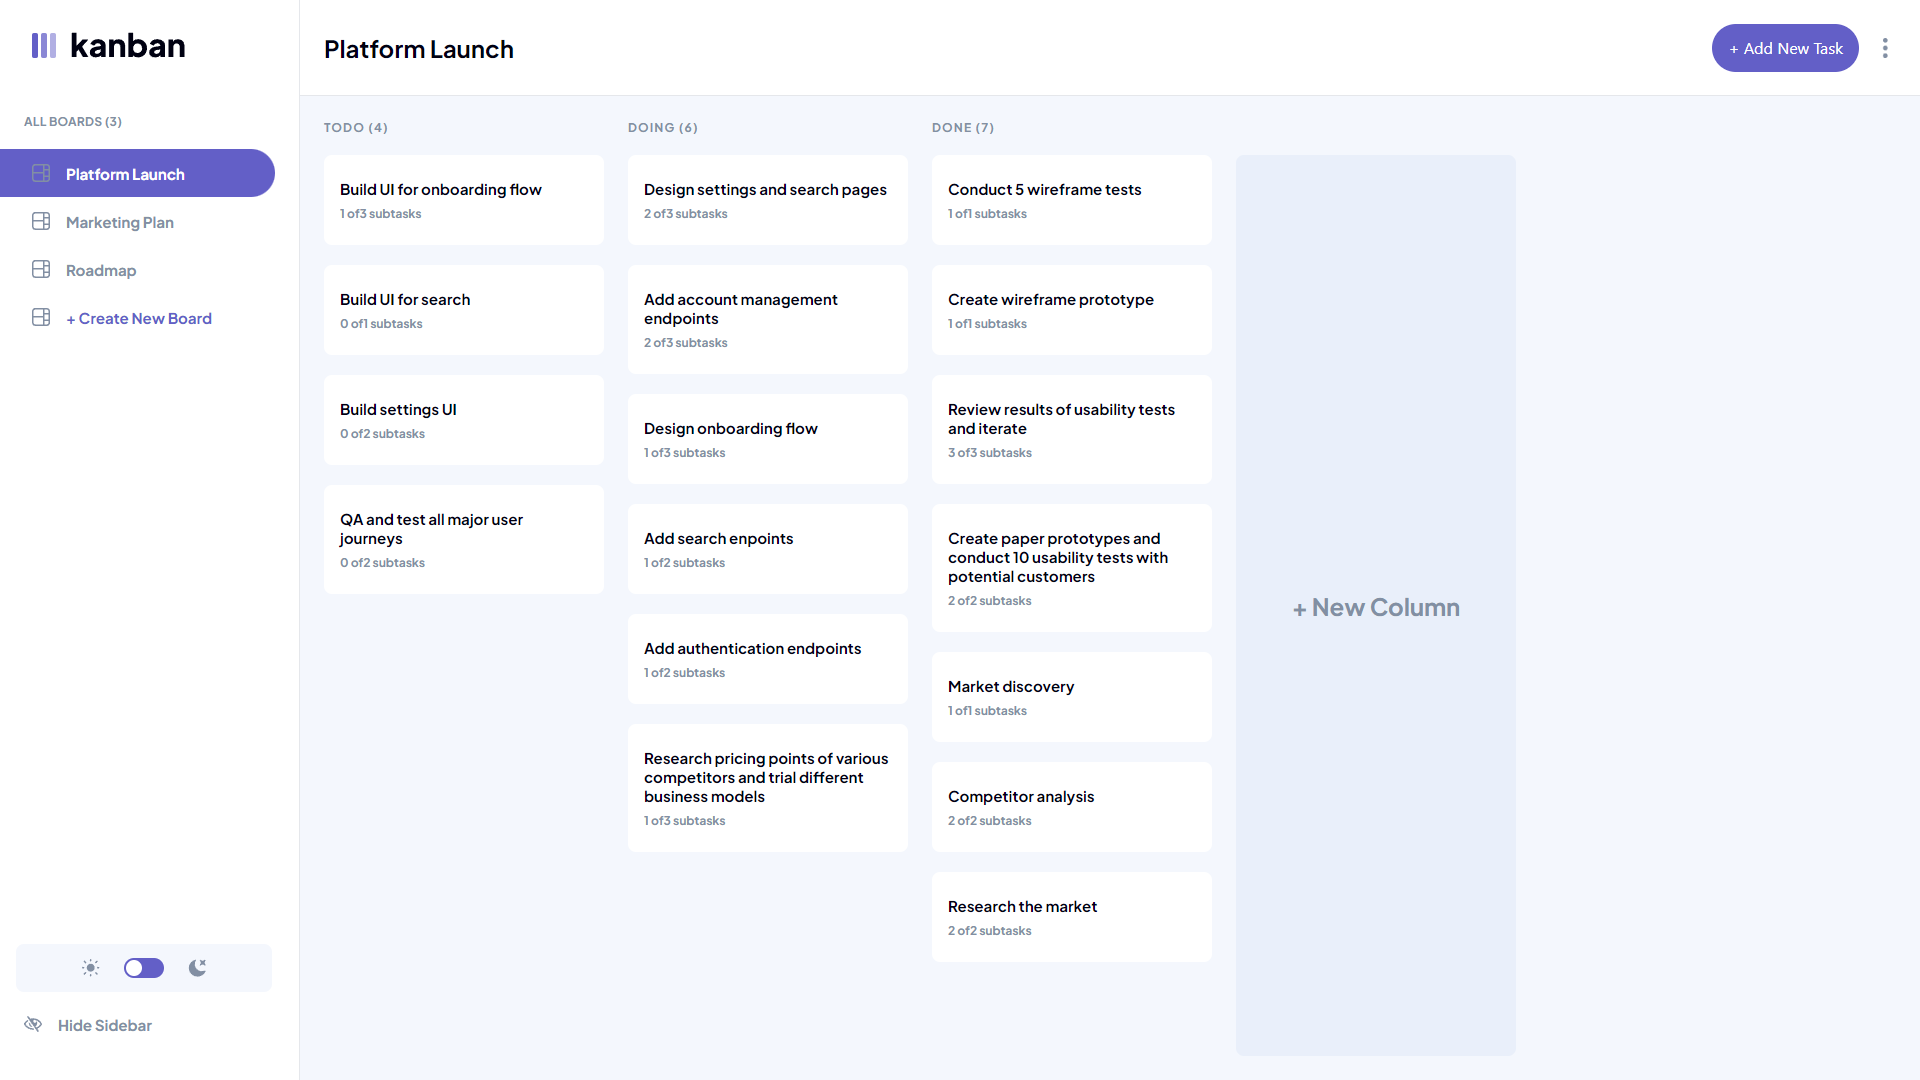 kanban
ALL BOARDS (3)
Platform Launch
Marketing Plan
Roadmap
+ Create New Board
Hide Sidebar
Platform Launch
+ Add New Task
TODO (4)
Build UI for onboarding flow
1 of3 subtasks
Build UI for search
0 of1 subtasks
Build settings UI
0 of2 subtasks
QA and test all major user
journeys
0 of2 subtasks
DOING (6)
Design settings and search pages
2 of3 subtasks
Add account management
endpoints
2 of3 subtasks
Design onboarding flow
1 of3 subtasks
Add search enpoints
1 of2 subtasks
Add authentication endpoints
1 of2 subtasks
Research pricing points of various
competitors and trial different
business models
1 of3 subtasks
DONE (7)
Conduct 5 wireframe tests
1 of1 subtasks
Create wireframe prototype
1 of1 subtasks
Review results of usability tests
and iterate
3 of3 subtasks
Create paper prototypes and
conduct 10 usability tests with
potential customers
2 of2 subtasks
Market discovery
1 of1 subtasks
Competitor analysis
2 of2 subtasks
Research the market
2 of2 subtasks
+ New Column